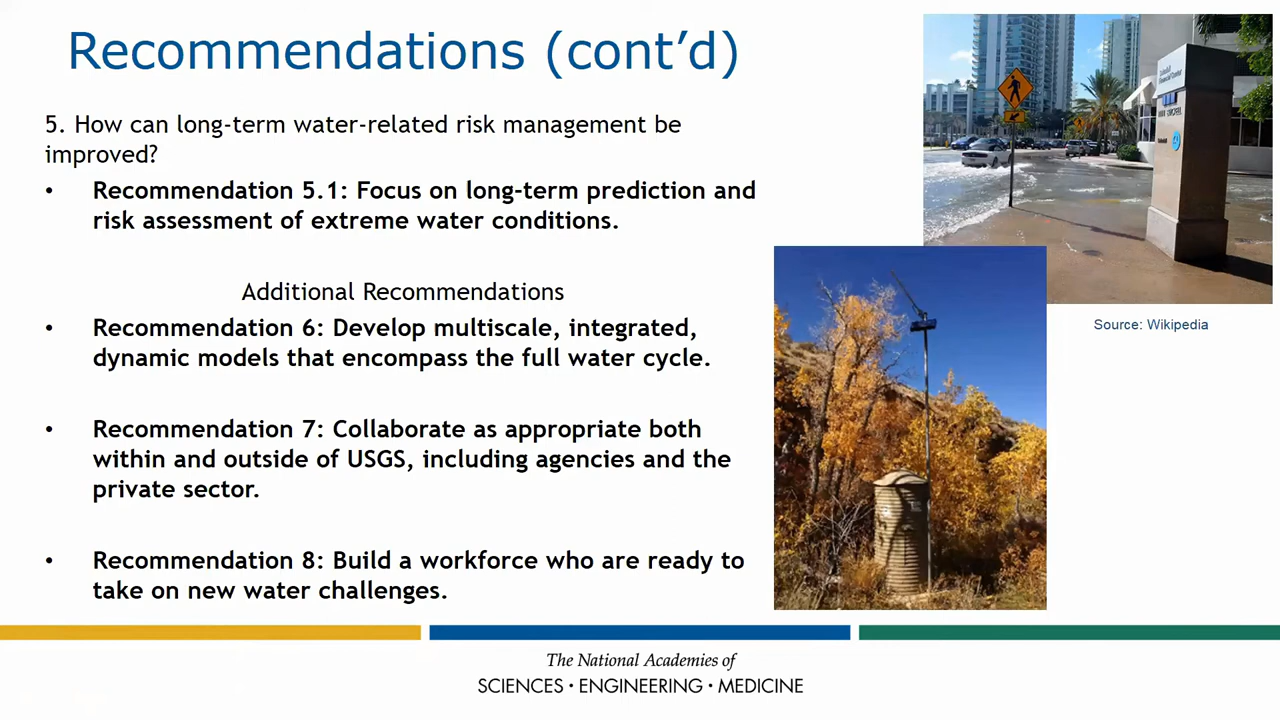 Recommendations (cont’d)
5. How can long-term water-related risk management be
improved?
• Recommendation 5.1: Focus on long-term prediction and
risk assessment of extreme water conditions.
Additional Recommendations
• Recommendation 6: Develop multiscale, integrated,
dynamic models that encompass the full water cycle.
• Recommendation 7: Collaborate as appropriate both
within and outside of USGS, including agencies and the
private sector.
• Recommendation 8: Build a workforce who are ready to
take on new water challenges.
Financial Center
Source: Wikipedia
The National Academies of
SCIENCES · ENGINEERING · MEDICINE